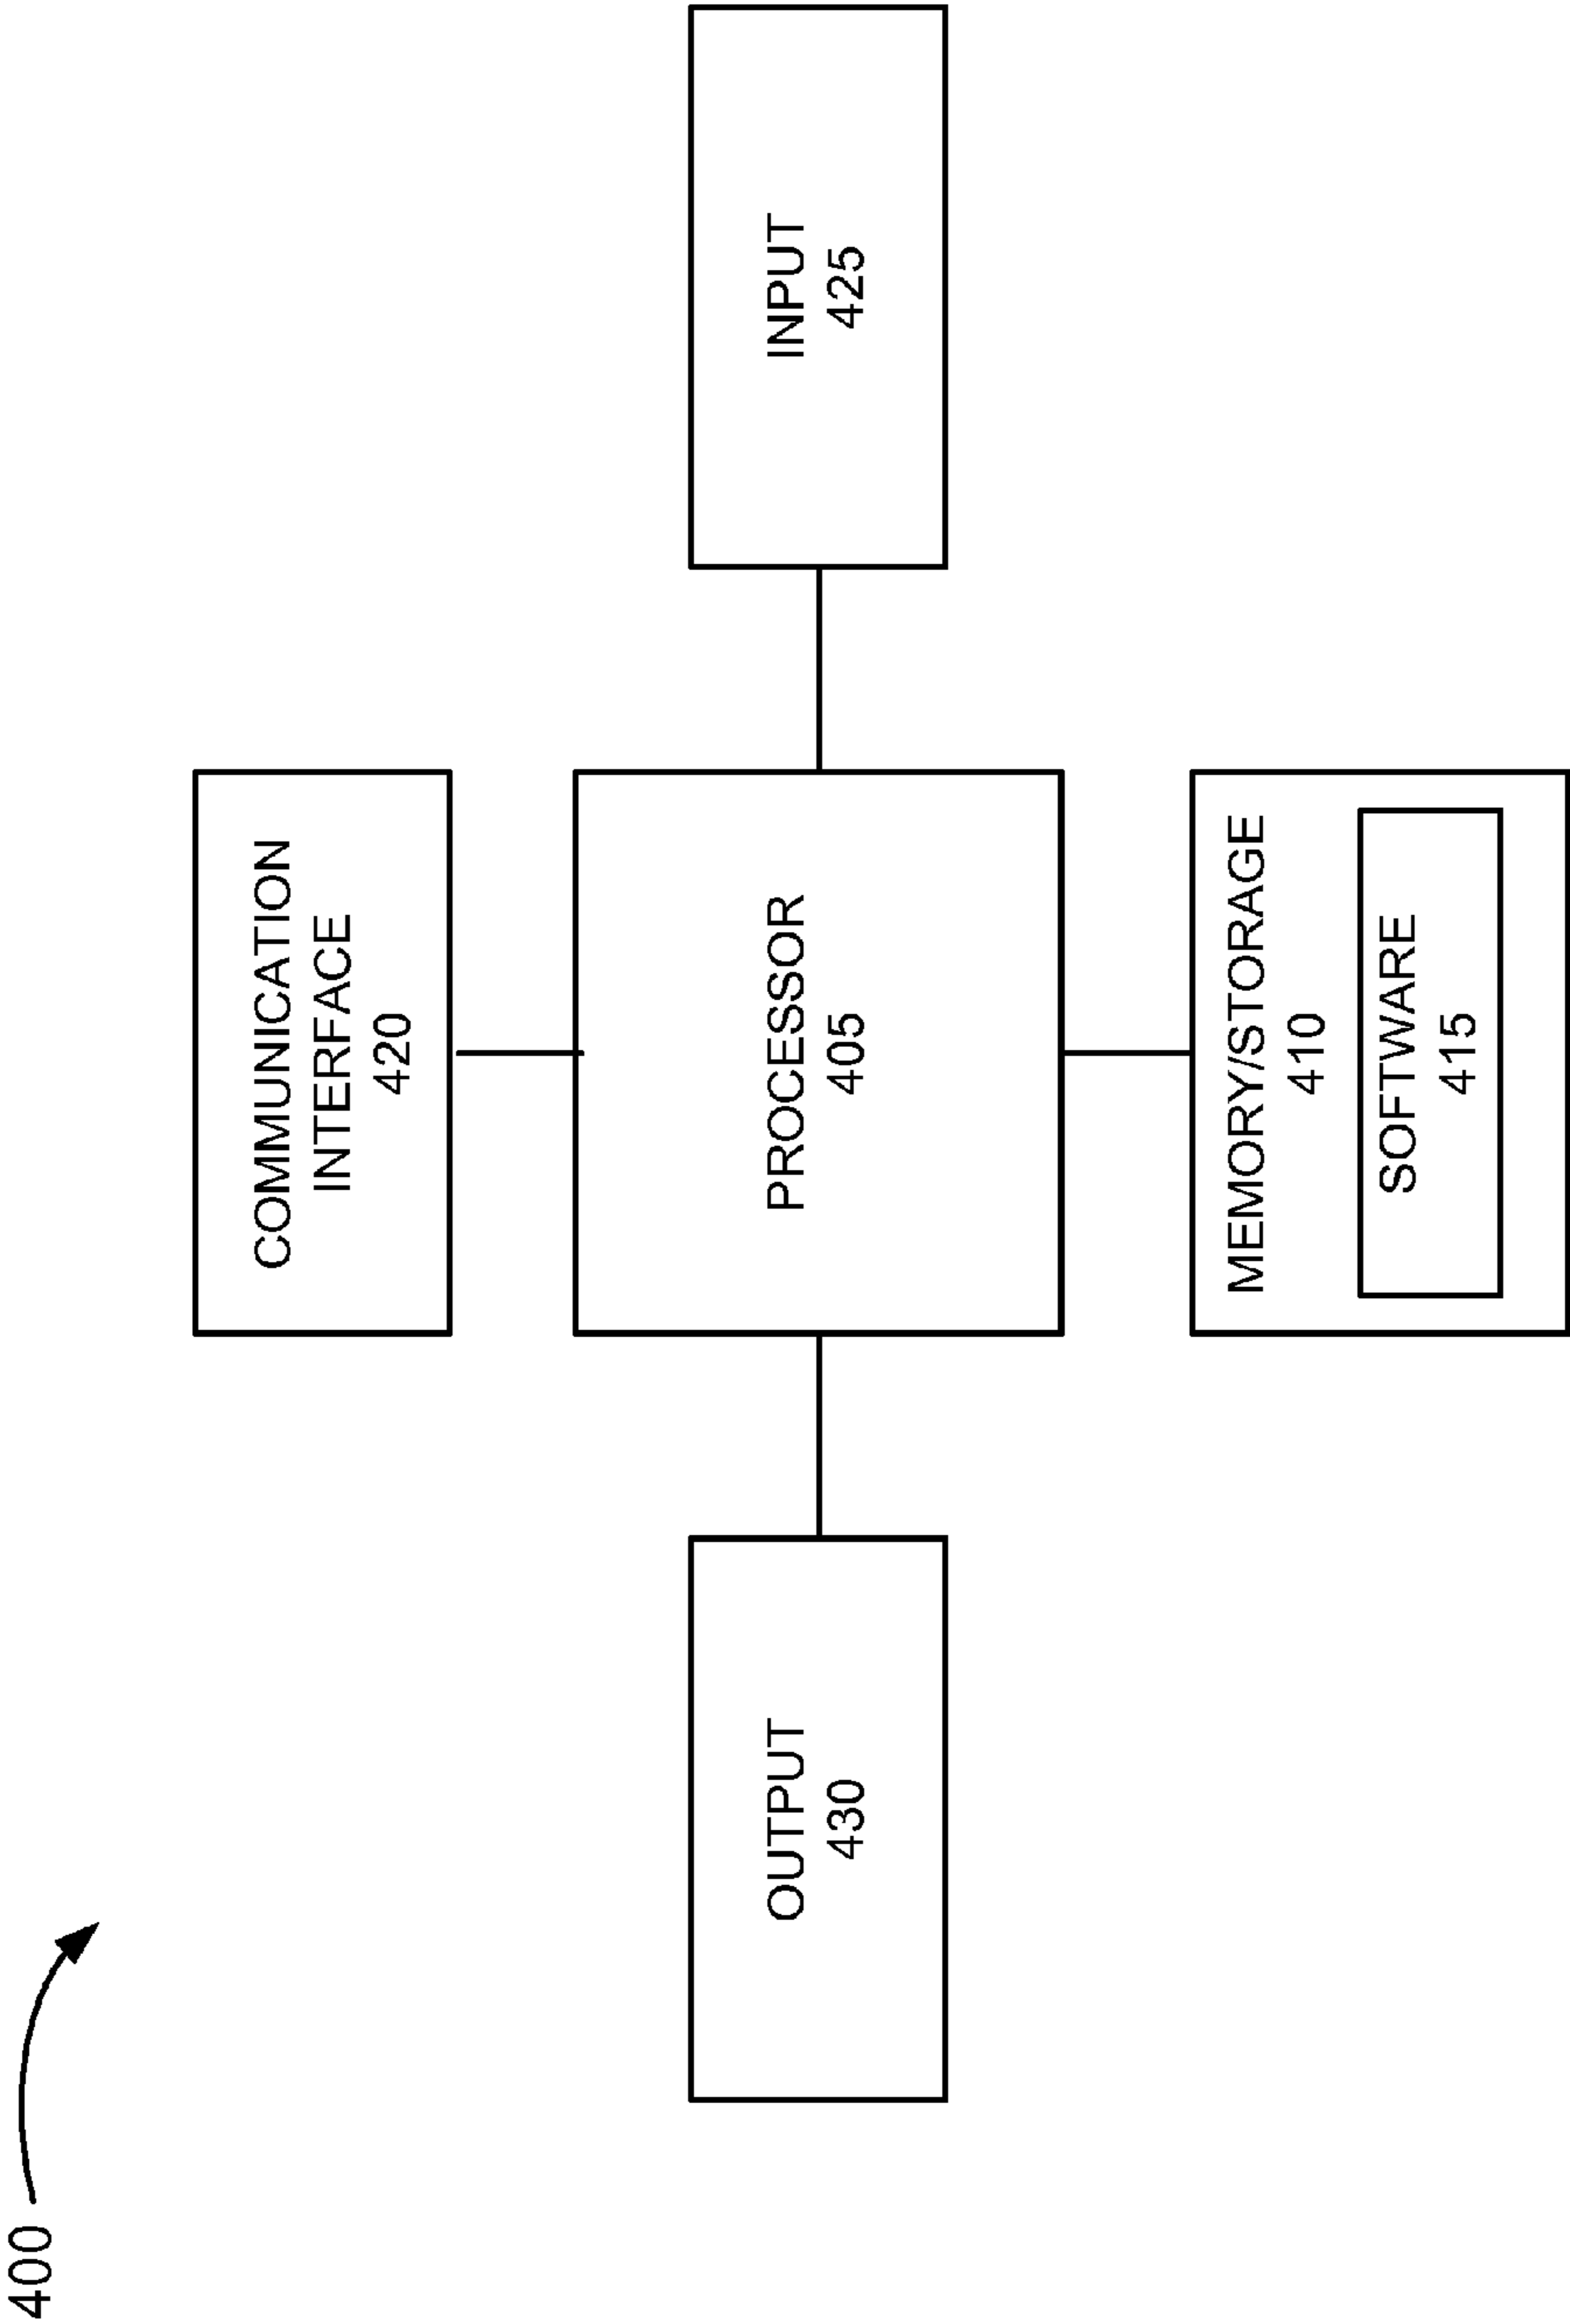 400
COMMUNICATION
INTERFACE
420
OUTPUT
430
PROCESSOR
405
INPUT
425
MEMORY/STORAGE
410
SOFTWARE
415